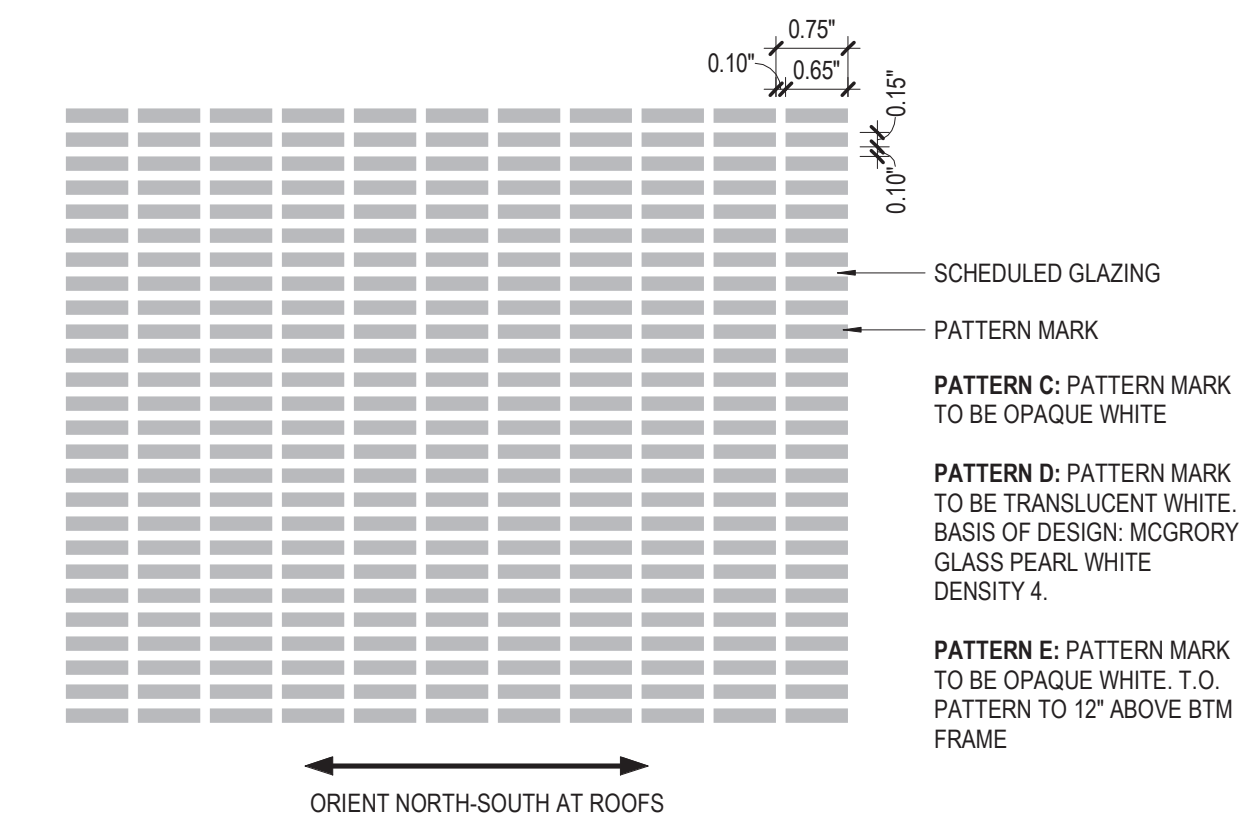 0.75"
0.10"
0.65"
0.15"
0.10"
SCHEDULED GLAZING
PATTERN MARK
PATTERN C: PATTERN MARK
TO BE OPAQUE WHITE
PATTERN D: PATTERN MARK
TO BE TRANSLUCENT WHITE.
BASIS OF DESIGN: MCGRORY
GLASS PEARL WHITE
DENSITY 4.
PATTERN E: PATTERN MARK
TO BE OPAQUE WHITE. T.O.
PATTERN TO 12" ABOVE BTM
FRAME
ORIENT NORTH-SOUTH AT ROOFS